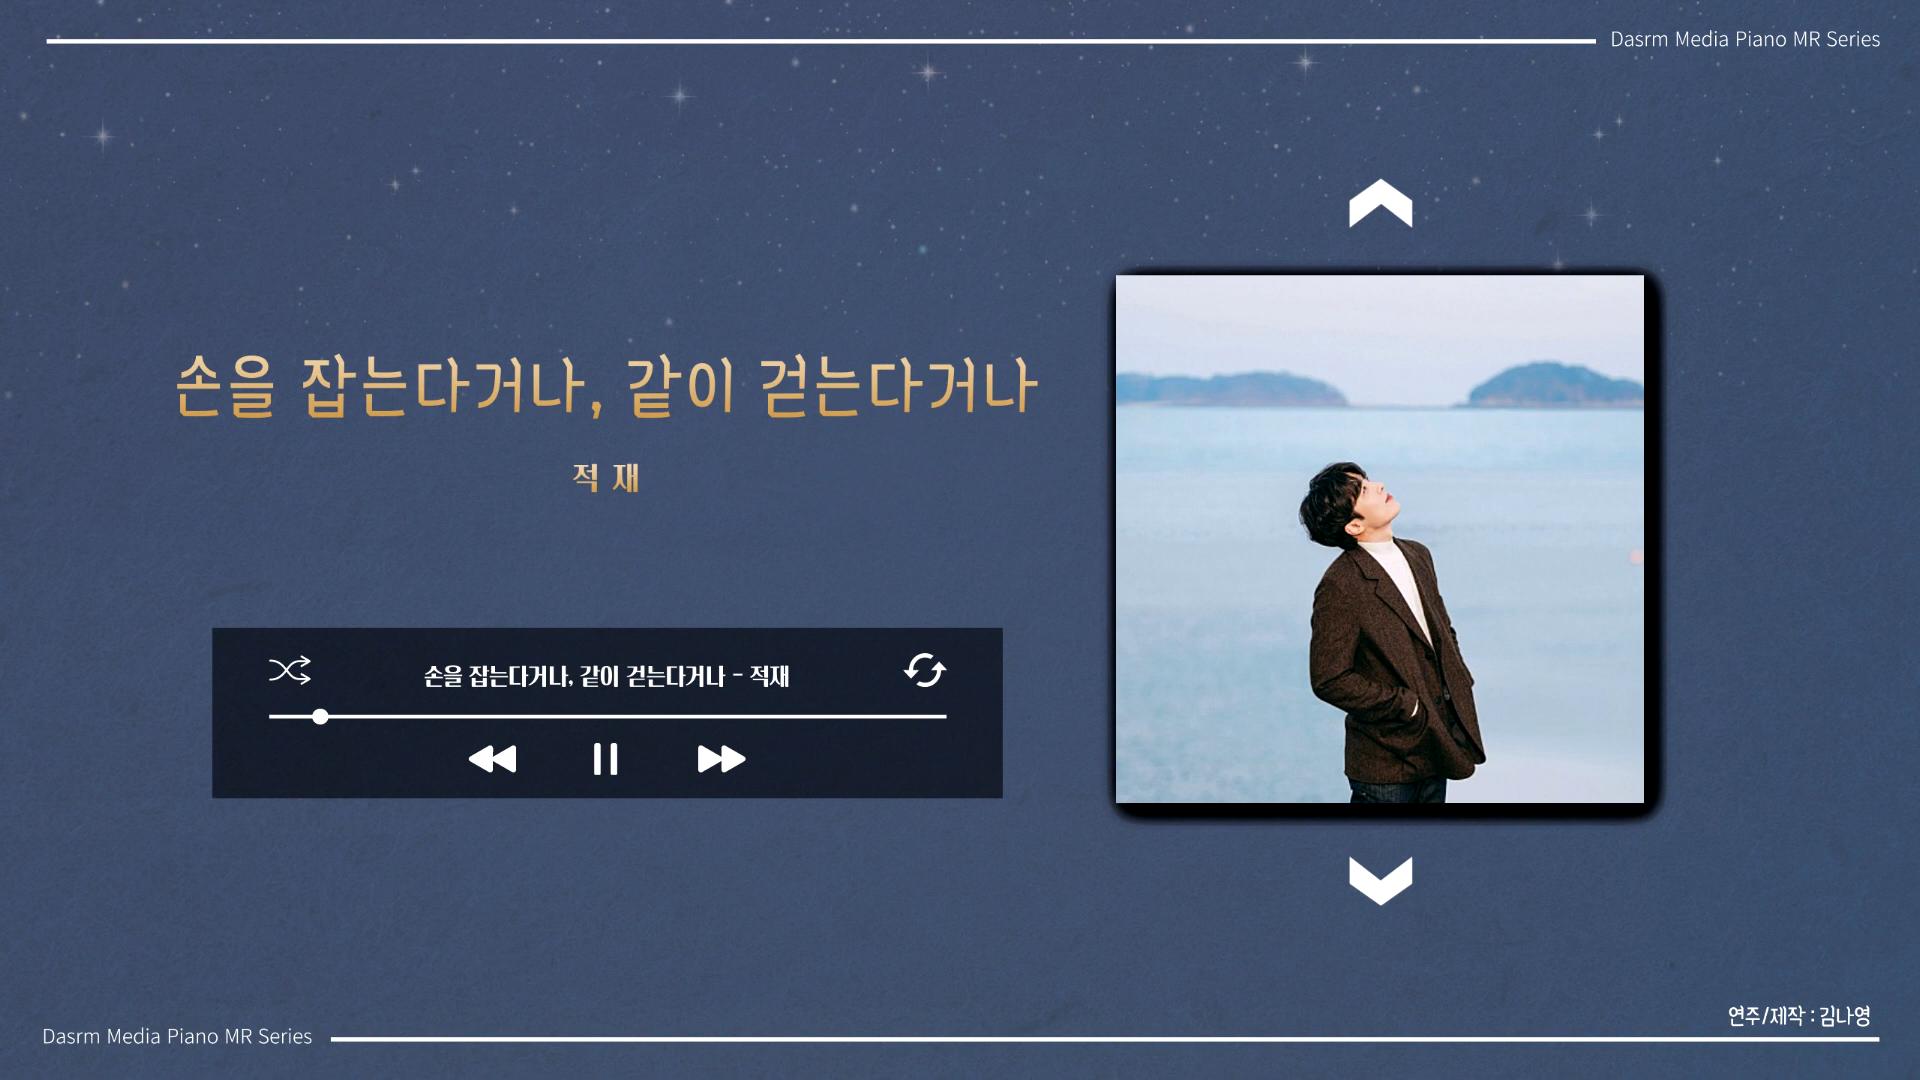 Dasrm Media Piano MR Series
손을 잡는다거나, 같이 걷는다거나
적재
손을 잡는다거나, 같이 걷는다거나 - 적재
연주/제작 : 김나영
Dasrm Media Piano MR Series